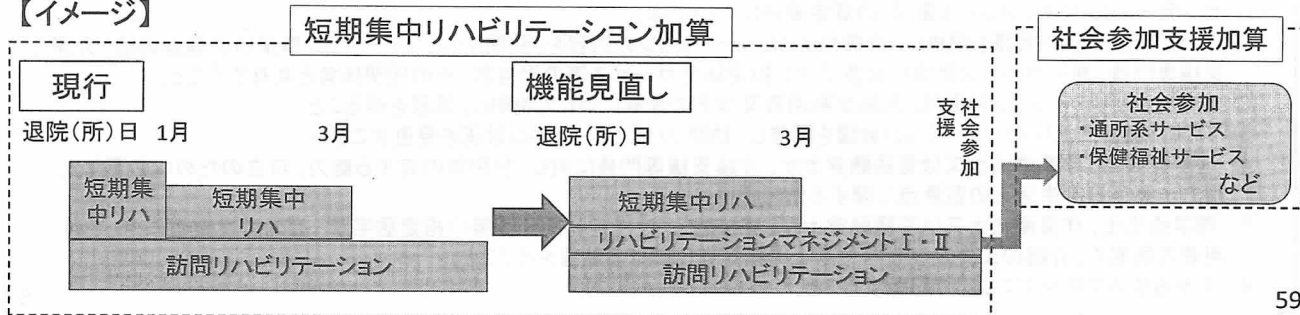 【イメージ】
短期集中リハビリテーション加算
社会参加支援加算
現行
退院(所)日 1月 3月
短期集
中リハ
短期集中
リハ
訪問リハビリテーション
機能見直し
退院(所)日 3月
社会参加
支援
短期集中リハ
リハビリテーションマネジメントⅠ・Ⅱ
訪問リハビリテーション
社会参加
・通所系サービス
・保健福祉サービス
など
59